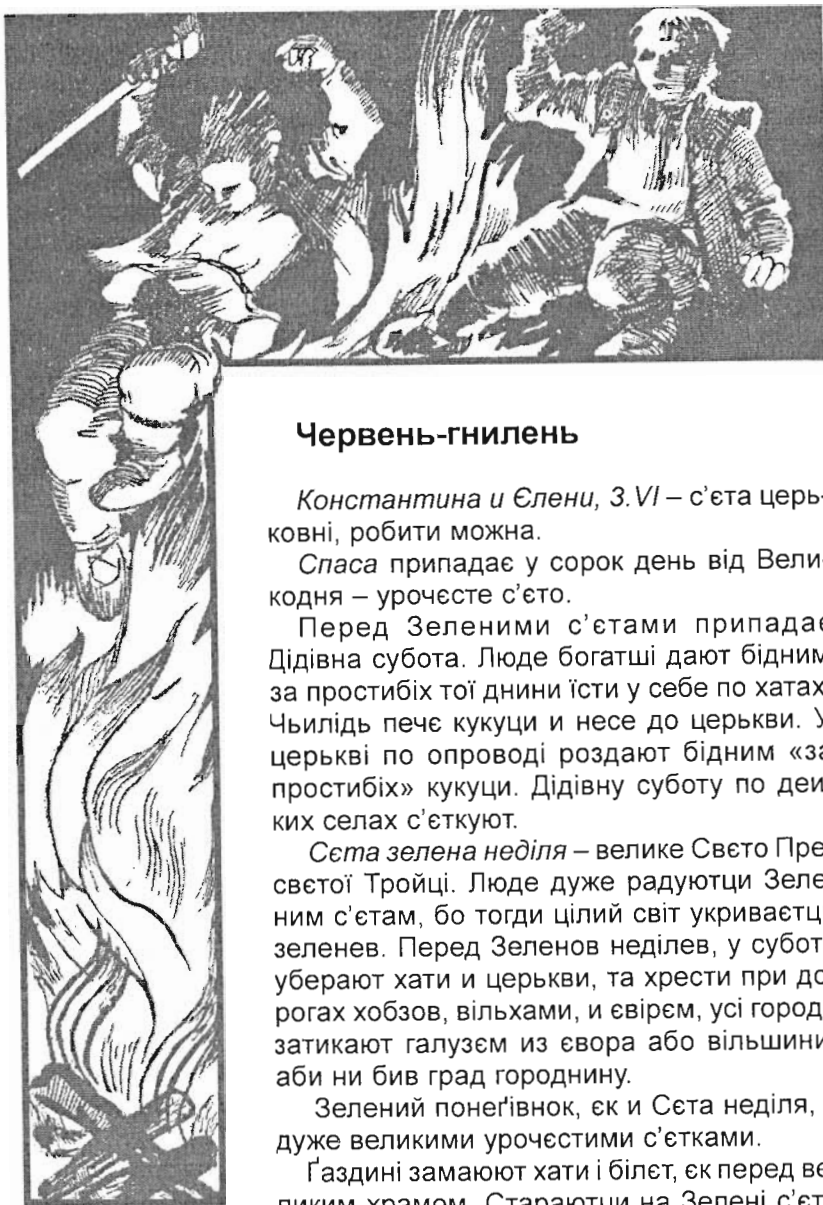 Червень-гнилень
Константина и Єлени, 3.VI – с’єта церь-
ковні, робити можна.
Спаса припадає у сорок день від Вели-
кодня – урочєсте с’єто.
Перед Зеленими с’єтами припадає
Дідівна субота. Люде богатші дают бідним
за простибіх тої днини їсти у себе по хатах
Чьилідь печє кукуци и несе до церькви. У
церькві по опроводі роздают бідним «за
простибіх» кукуци. Дідівну суботу по деи
ких селах с’єткуют.
Сєта зелена неділя – велике Свєто Пре
свєтої Тройці. Люде дуже радуютци Зеле
ним с’єтам, бо тогди цілий світ укриваєтц
зеленев. Перед Зеленов неділев, у субот
уберают хати и церькви, та хрести при до
рогах хобзов, вільхами, и євірєм, усі город
затикают галузєм из євора або вільшини
аби ни бив град городнину.
Зелений понеґівнок, єк и Сєта неділя,
дуже великими урочєстими с’єтками.
Ґаздині замаюют хати і білєт, єк перед ве
ликим храмом. Стараютци на Зелені с’єт